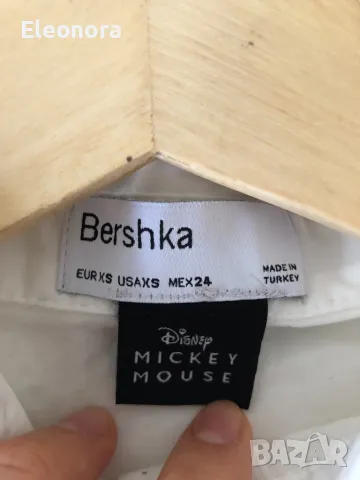 Eleonora
Bershka
EUR XS USA XS MEX 24
MADE IN
TURKEY
Disney
MICKEY
MOUSE
BAZAR